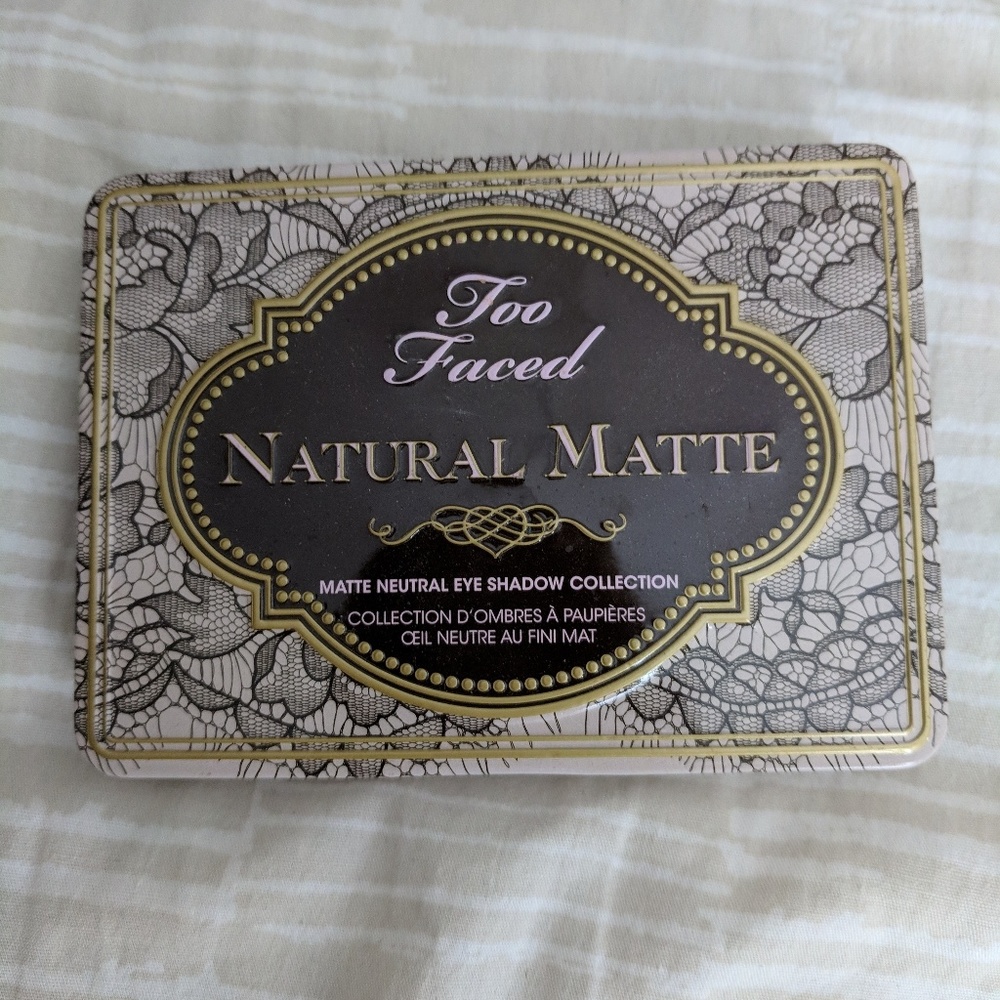 Too
Faced
NATURAL MATTE
MATTE NEUTRAL EYE SHADOW COLLECTION
COLLECTION D'OMBRES À PAUPIÈRES
ŒIL NEUTRE AU FINI MAT